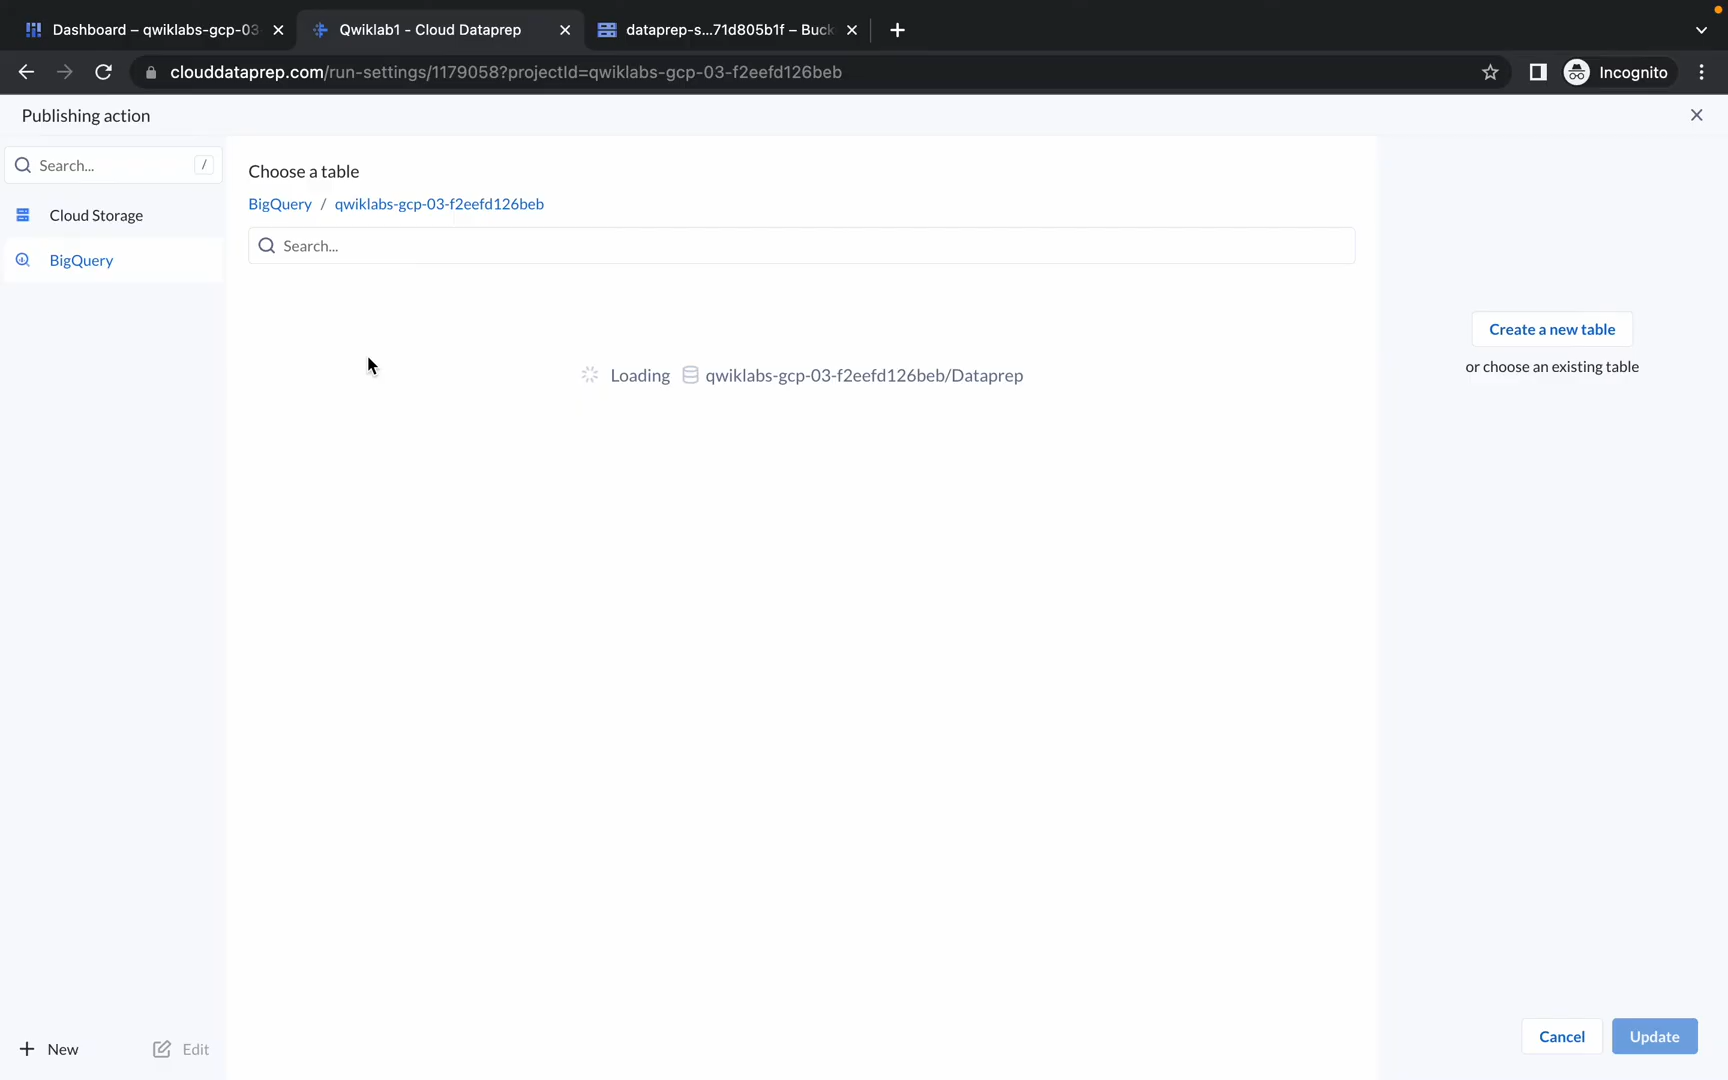 Dashboard – qwiklabs-gcp-03
Qwiklab1 - Cloud Dataprep
dataprep-s...71d805b1f – Buck
clouddataprep.com/run-settings/1179058?projectId=qwiklabs-gcp-03-f2eefd126beb
Incognito
Publishing action
Search... /
Cloud Storage
BigQuery
Choose a table
BigQuery / qwiklabs-gcp-03-f2eefd126beb
Search...
Loading qwiklabs-gcp-03-f2eefd126beb/Dataprep
Create a new table
or choose an existing table
+ New
Edit
Cancel
Update